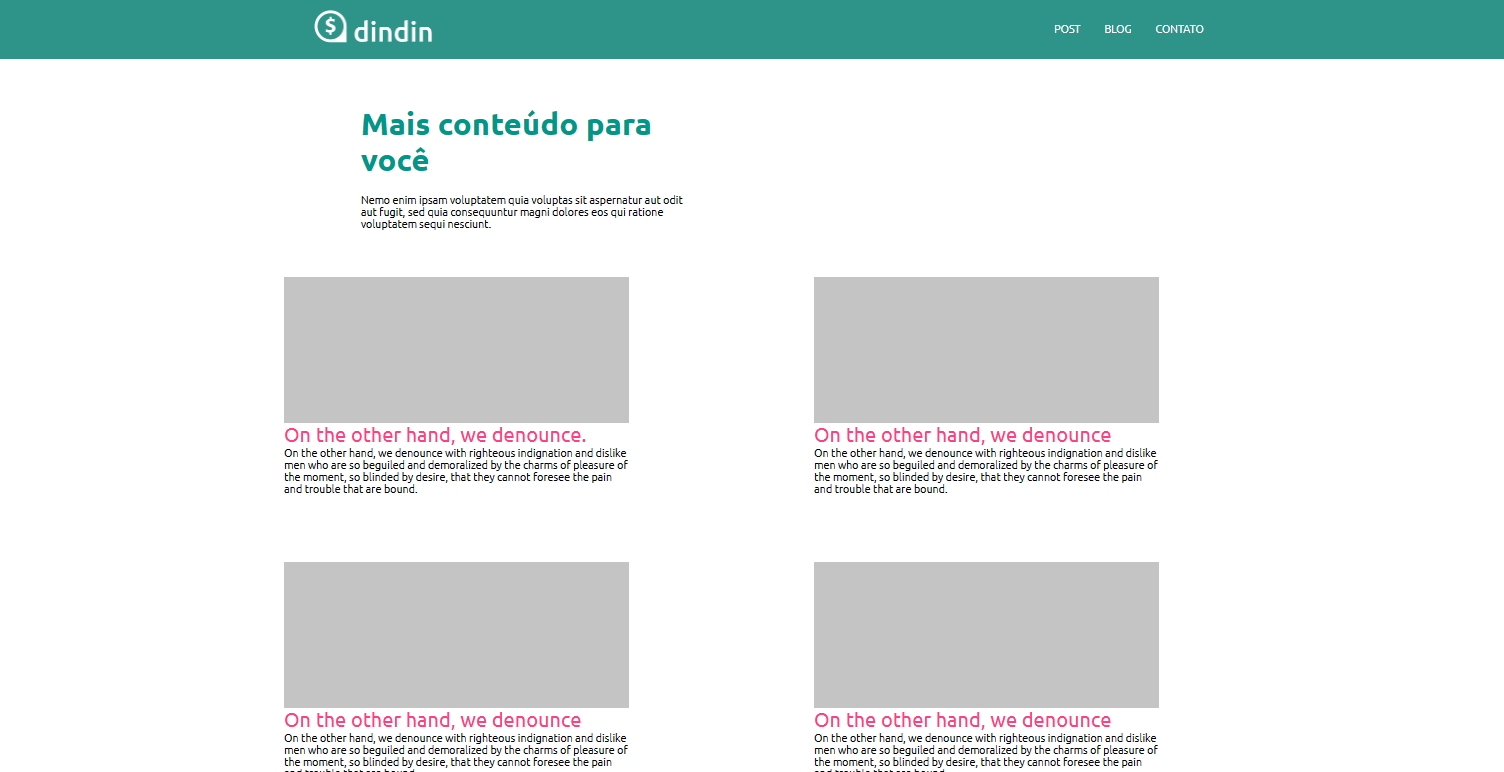 $ dindin
POST BLOG CONTATO
Mais conteúdo para
você
Nemo enim ipsam voluptatem quia voluptas sit aspernatur aut odit
aut fugit, sed quia consequuntur magni dolores eos qui ratione
voluptatem sequi nesciunt.
On the other hand, we denounce.
On the other hand, we denounce with righteous indignation and dislike
men who are so beguiled and demoralized by the charms of pleasure of
the moment, so blinded by desire, that they cannot foresee the pain
and trouble that are bound.
On the other hand, we denounce
On the other hand, we denounce with righteous indignation and dislike
men who are so beguiled and demoralized by the charms of pleasure of
the moment, so blinded by desire, that they cannot foresee the pain
and trouble that are bound.
On the other hand, we denounce
On the other hand, we denounce with righteous indignation and dislike
men who are so beguiled and demoralized by the charms of pleasure of
the moment, so blinded by desire, that they cannot foresee the pain
and trouble that are bound.
On the other hand, we denounce
On the other hand, we denounce with righteous indignation and dislike
men who are so beguiled and demoralized by the charms of pleasure of
the moment, so blinded by desire, that they cannot foresee the pain
and trouble that are bound.